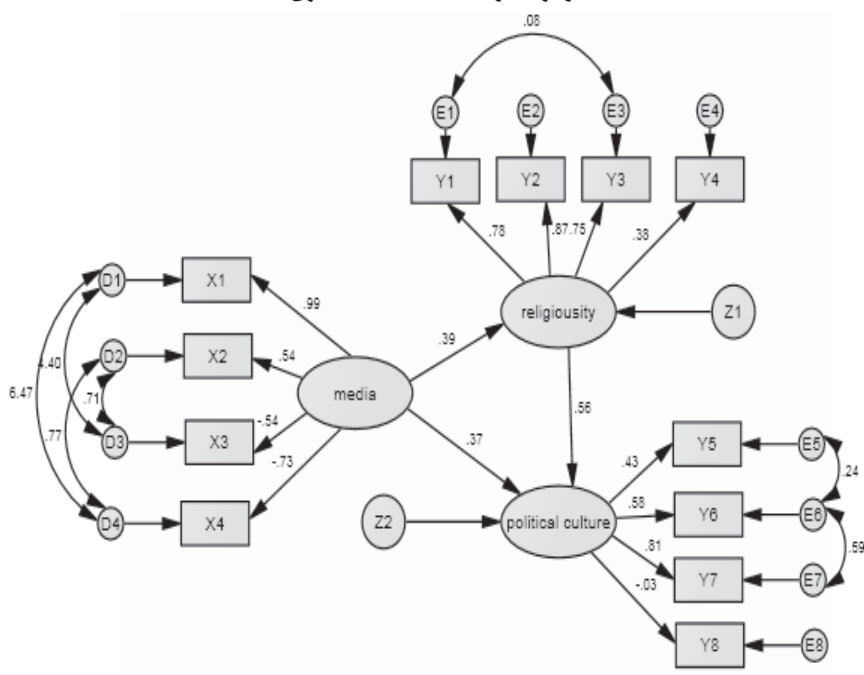 .08
E1 E2 E3 E4
Y1 Y2 Y3 Y4
.78 .87 .75 .38
D1 X1
.99
religiousity Z1
.39
D2 X2 .54
6.47 .71 media
.77 D3 X3 -.54
.56
-.73 .37
Y5 E5
.43 .24
D4 X4 Z2 political culture .58 Y6 E6
.81 .59
Y7 E7
-.03
Y8 E8